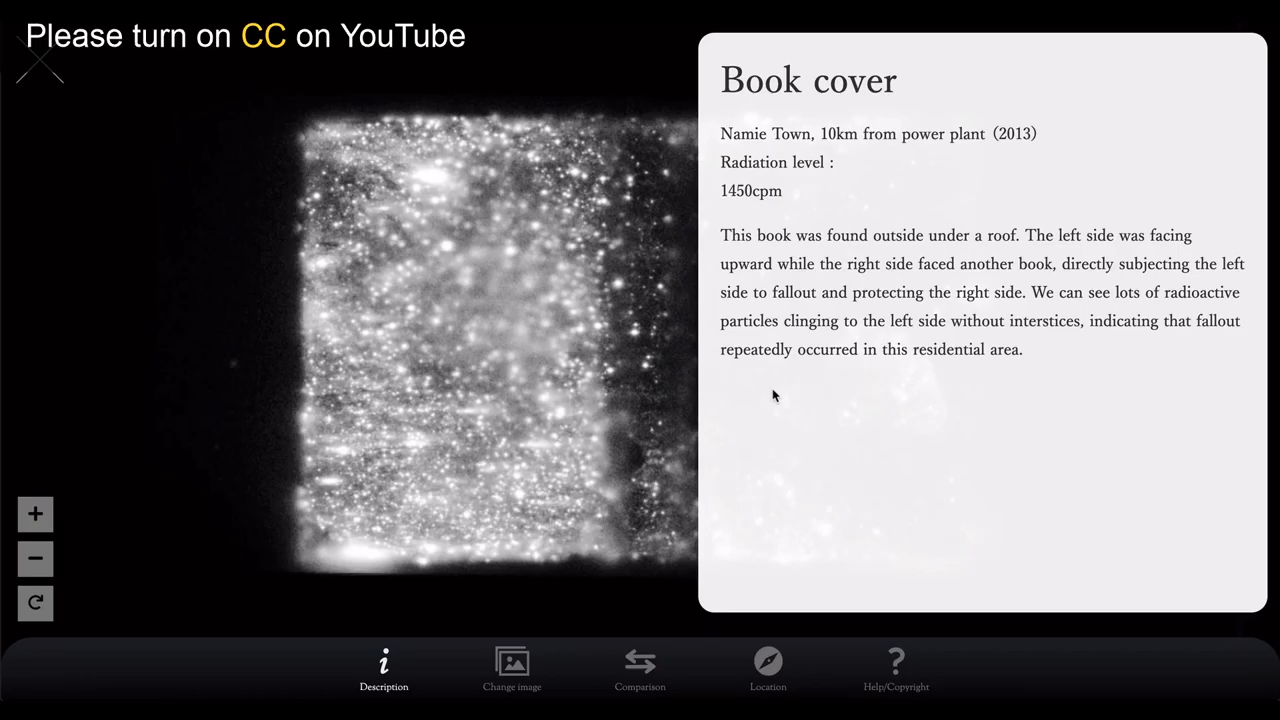 Please turn on CC on YouTube
Book cover
Namie Town, 10km from power plant (2013)
Radiation level :
1450cpm
This book was found outside under a roof. The left side was facing
upward while the right side faced another book, directly subjecting the left
side to fallout and protecting the right side. We can see lots of radioactive
particles clinging to the left side without interstices, indicating that fallout
repeatedly occurred in this residential area.
Description
Change image
Comparison
Location
Help/Copyright